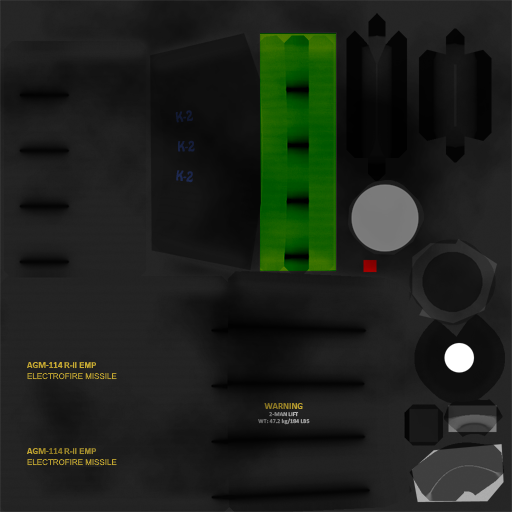 K-2
K-2
K-2
AGM-114 R-II EMP
ELECTROFIRE MISSILE
WARNING
2-MAN LIFT
WT: 47.2 kg/104 LBS
AGM-114 R-II EMP
ELECTROFIRE MISSILE